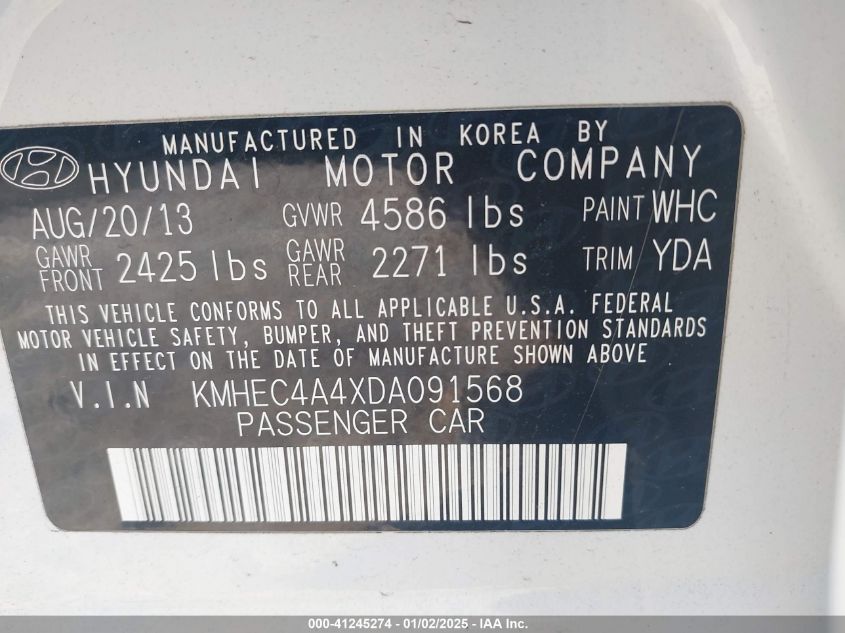 MANUFACTURED IN KOREA BY
HYUNDAI MOTOR COMPANY
AUG/20/13 GVWR 4586 lbs PAINT WHC
GAWR FRONT 2425 lbs GAWR REAR 2271 lbs TRIM YDA
THIS VEHICLE CONFORMS TO ALL APPLICABLE U.S.A. FEDERAL
MOTOR VEHICLE SAFETY, BUMPER, AND THEFT PREVENTION STANDARDS
IN EFFECT ON THE DATE OF MANUFACTURE SHOWN ABOVE
V.I.N KMHEC4A4XDA091568
PASSENGER CAR
000-41245274 - 01/02/2025 - IAA Inc.